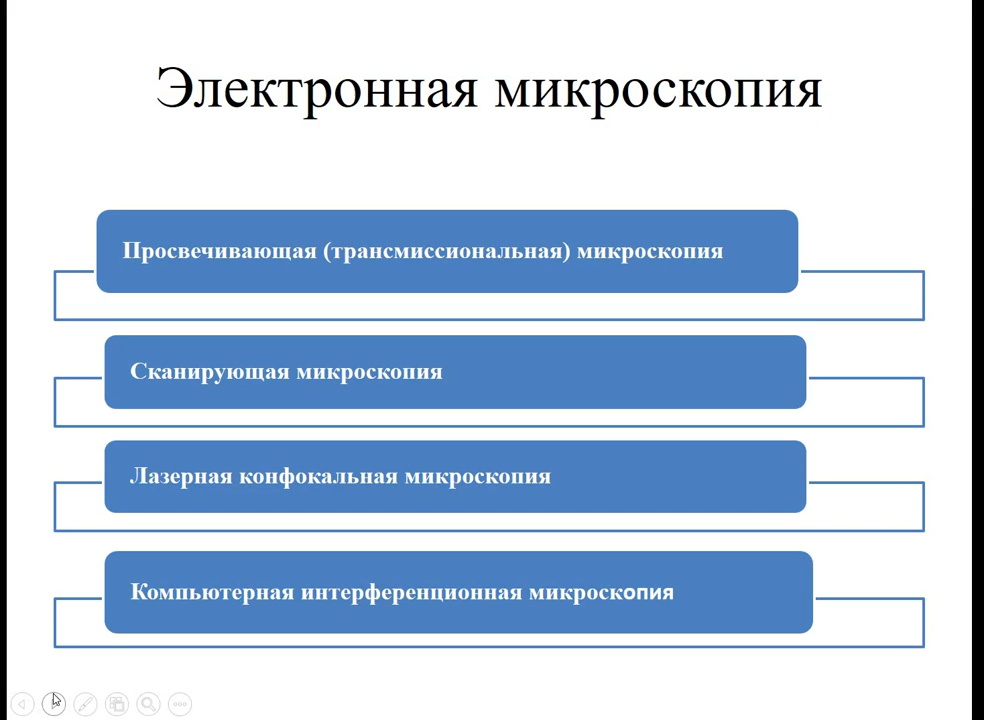 Электронная микроскопия
Просвечивающая (трансмиссиональная) микроскопия
Сканирующая микроскопия
Лазерная конфокальная микроскопия
Компьютерная интерференционная микроскопия